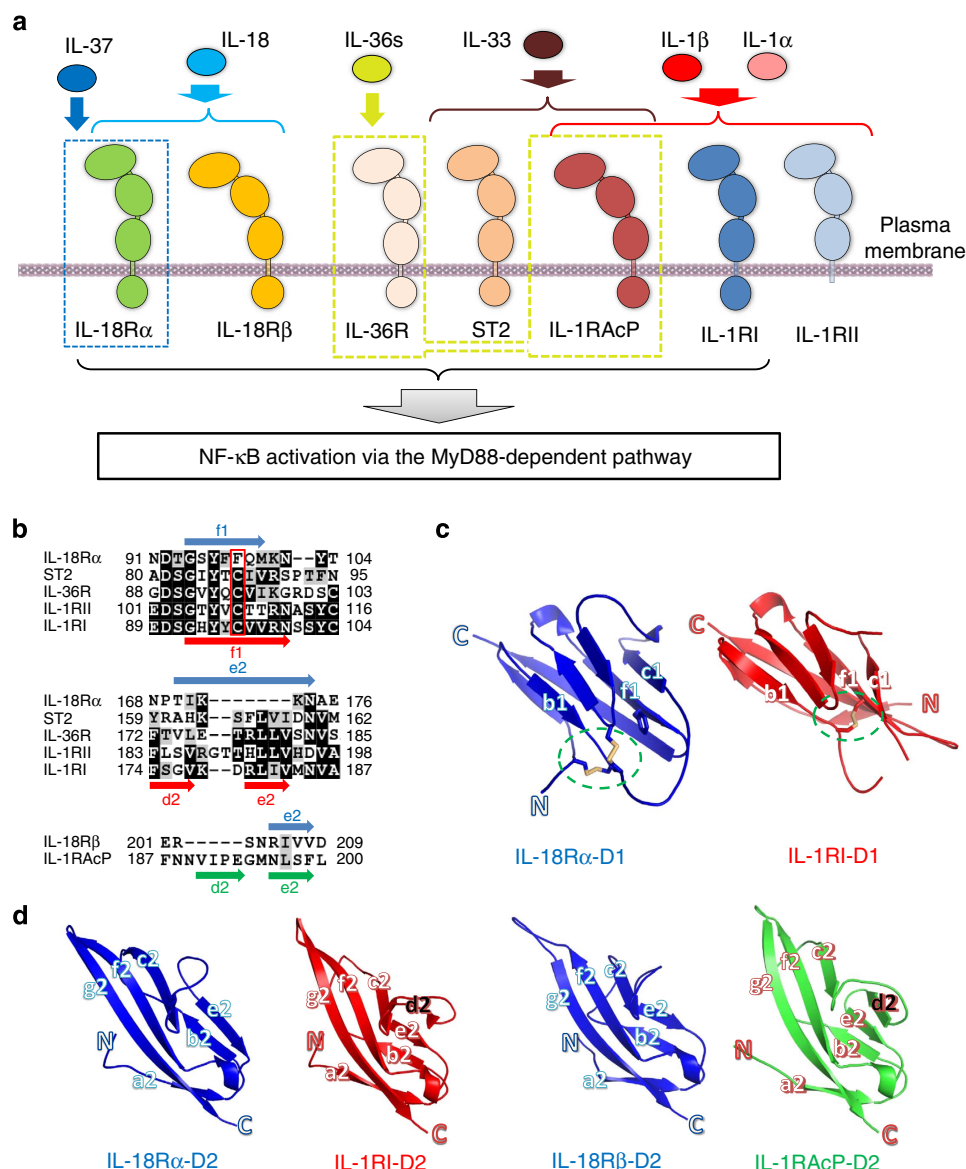 a
IL-37
IL-18
IL-36s
IL-33
IL-1β
IL-1α
Plasma
membrane
IL-18Rα
IL-18Rβ
IL-36R
ST2
IL-1RAcP
IL-1RI
IL-1RII
NF-κB activation via the MyD88-dependent pathway
b
f1
IL-18Rα 91 NDTGSYFFQMKN--YT 104
ST2 80 ADSGIYTCIVRSPTFN 95
IL-36R 88 GDSGVYQCVIKGRDSC 103
IL-1RII 101 EDSGTYVCTTRNASYC 116
IL-1RI 89 EDSGHYYCVVRNSSYC 104
f1
e2
IL-18Rα 168 NPTIK-------KNAE 176
ST2 159 YRAHK--SFLVIDNVM 162
IL-36R 172 FTVLE--TRLLVSNVS 185
IL-1RII 183 FLSVRGTTHLLVHDVA 198
IL-1RI 174 FSGVK--DRLIVMNVA 187
d2 e2
e2
IL-18Rβ 201 ER-----SNRIVVD 209
IL-1RAcP 187 FNNVIPEGMNLSFL 200
d2 e2
c
C
b1
f1
c1
N
IL-18Rα-D1
C
b1
f1
c1
N
IL-1RI-D1
d
g2
f2
c2
e2
b2
N
a2
C
IL-18Rα-D2
g2
f2
c2
d2
e2
b2
N
a2
C
IL-1RI-D2
g2
f2
c2
e2
b2
N
a2
C
IL-18Rβ-D2
g2
f2
c2
d2
e2
b2
N
a2
C
IL-1RAcP-D2